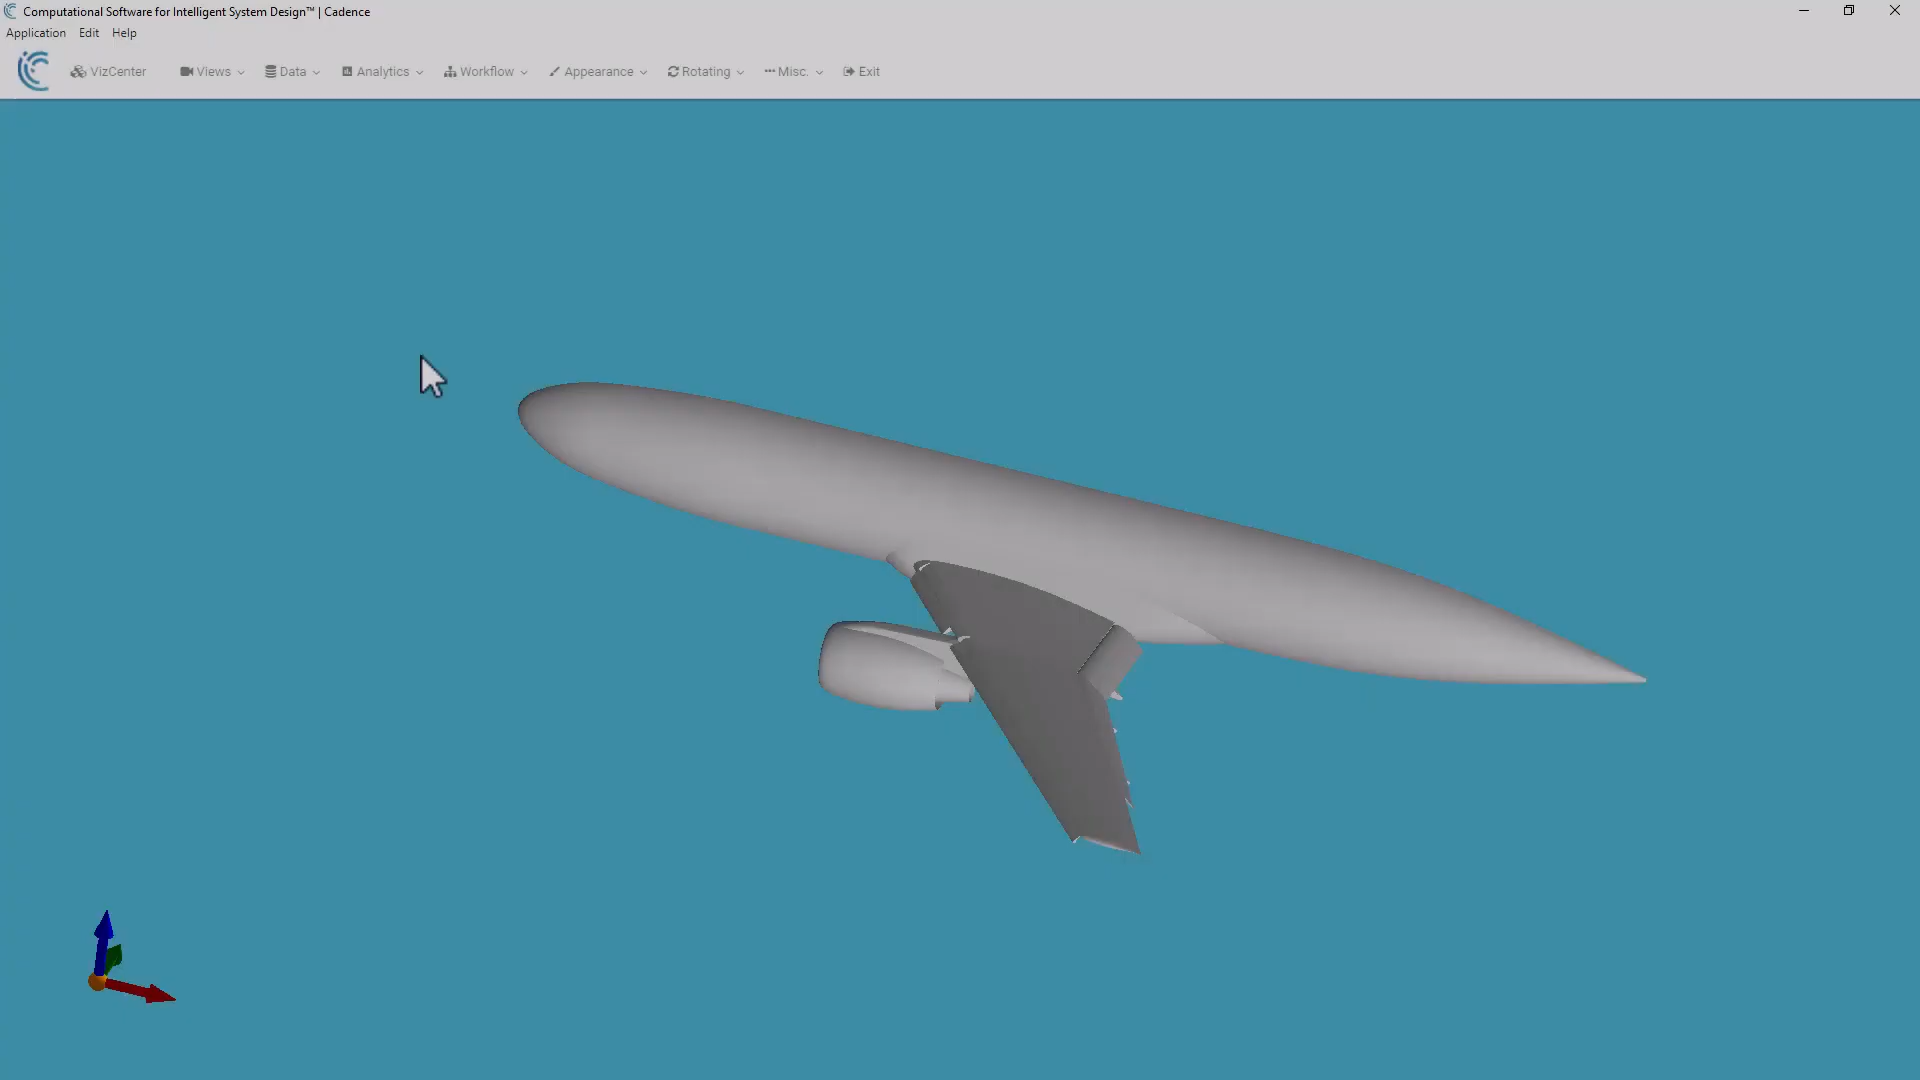 Computational Software for Intelligent System Design™ | Cadence
Application Edit Help
VizCenter Views Data Analytics Workflow Appearance Rotating Misc. Exit